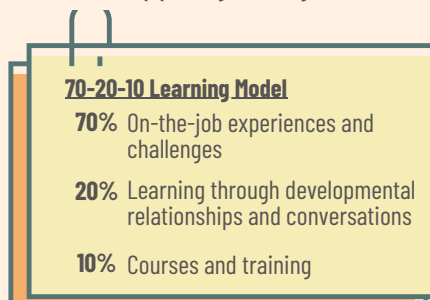 70-20-10 Learning Model
70% On-the-job experiences and
challenges
20% Learning through developmental
relationships and conversations
10% Courses and training